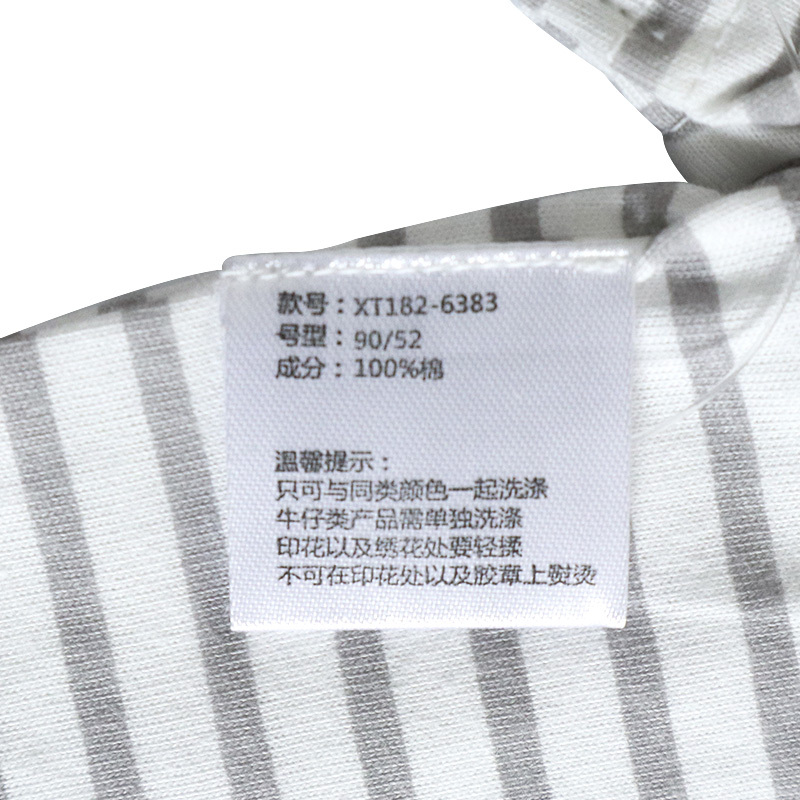 款号：XT182-6383
号型：90/52
成分：100%棉
温馨提示：
只可与同类颜色一起洗涤
牛仔类产品需单独洗涤
印花以及绣花处要轻揉
不可在印花处以及胶章上熨烫